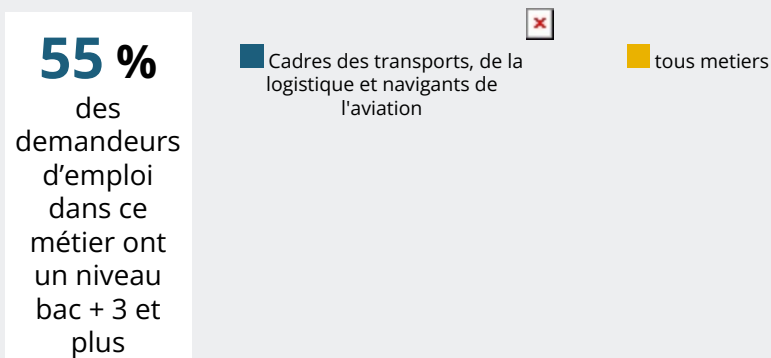 55 %
des
demandeurs
d’emploi
dans ce
métier ont
un niveau
bac + 3 et
plus
Cadres des transports, de la
logistique et navigants de
l'aviation
tous metiers